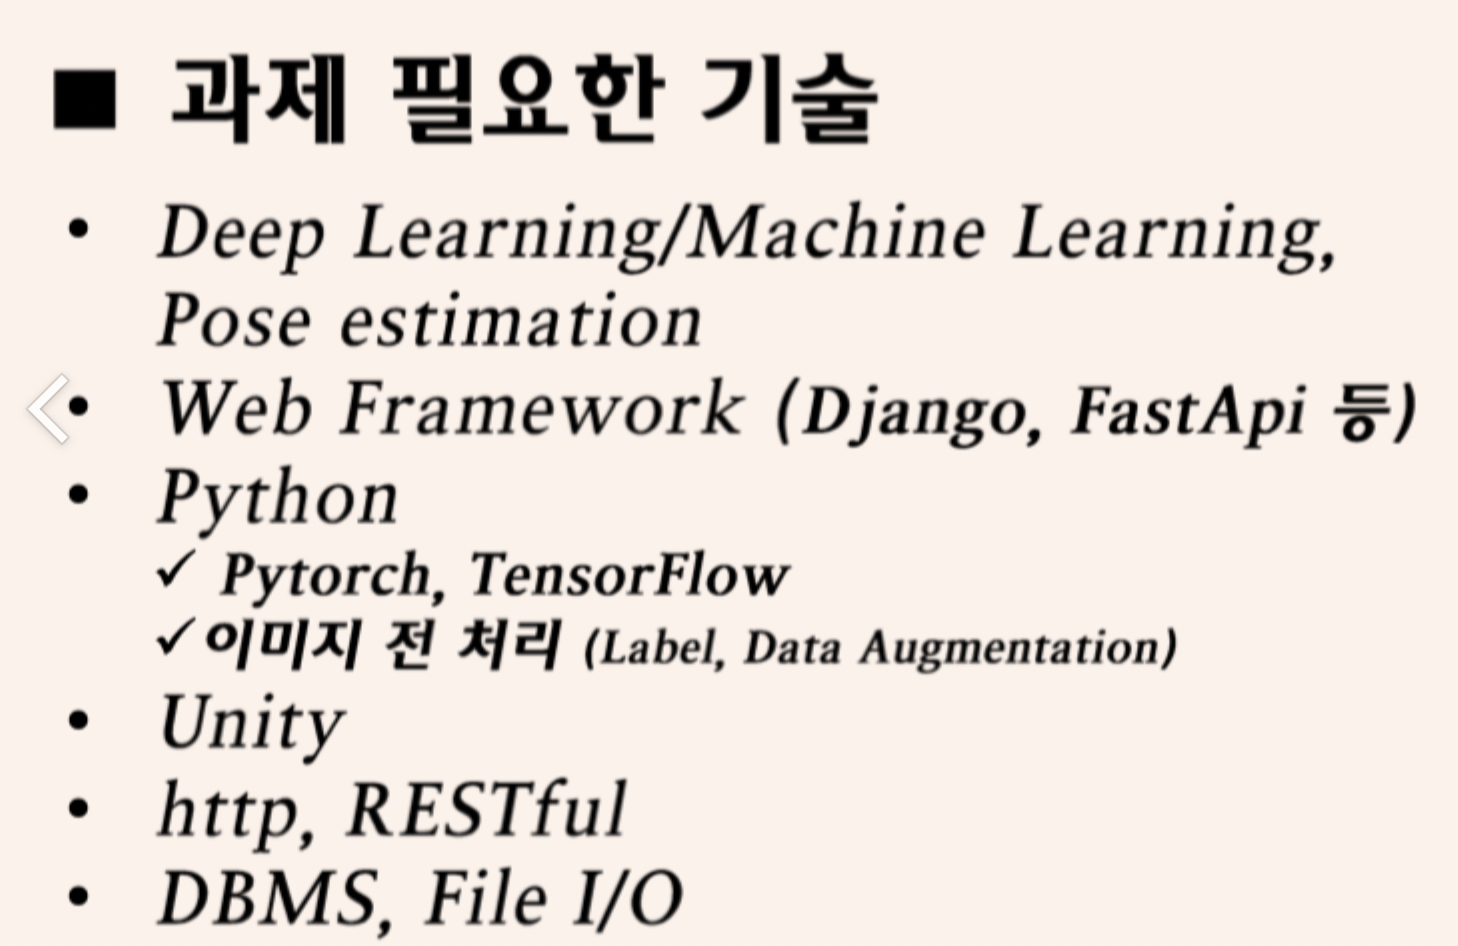 ■ 과제 필요한 기술
• Deep Learning/Machine Learning,
Pose estimation
• Web Framework (Django, FastApi 등)
• Python
✓ Pytorch, TensorFlow
✓이미지 전 처리 (Label, Data Augmentation)
• Unity
• http, RESTful
• DBMS, File I/O